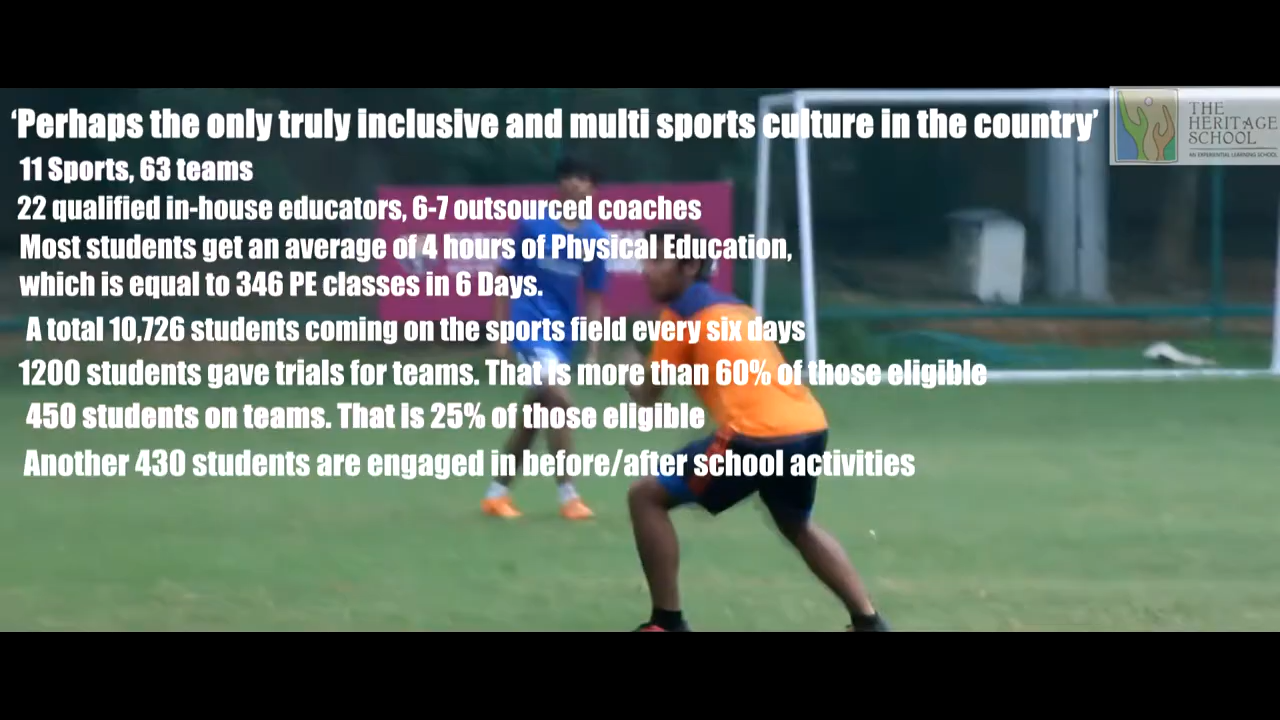 ‘Perhaps the only truly inclusive and multi sports culture in the country’
THE
HERITAGE
SCHOOL
AN EXPERIENTIAL LEARNING SCHOOL
11 Sports, 63 teams
22 qualified in-house educators, 6-7 outsourced coaches
Most students get an average of 4 hours of Physical Education,
which is equal to 346 PE classes in 6 Days.
A total 10,726 students coming on the sports field every six days
1200 students gave trials for teams. That is more than 60% of those eligible
450 students on teams. That is 25% of those eligible
Another 430 students are engaged in before/after school activities